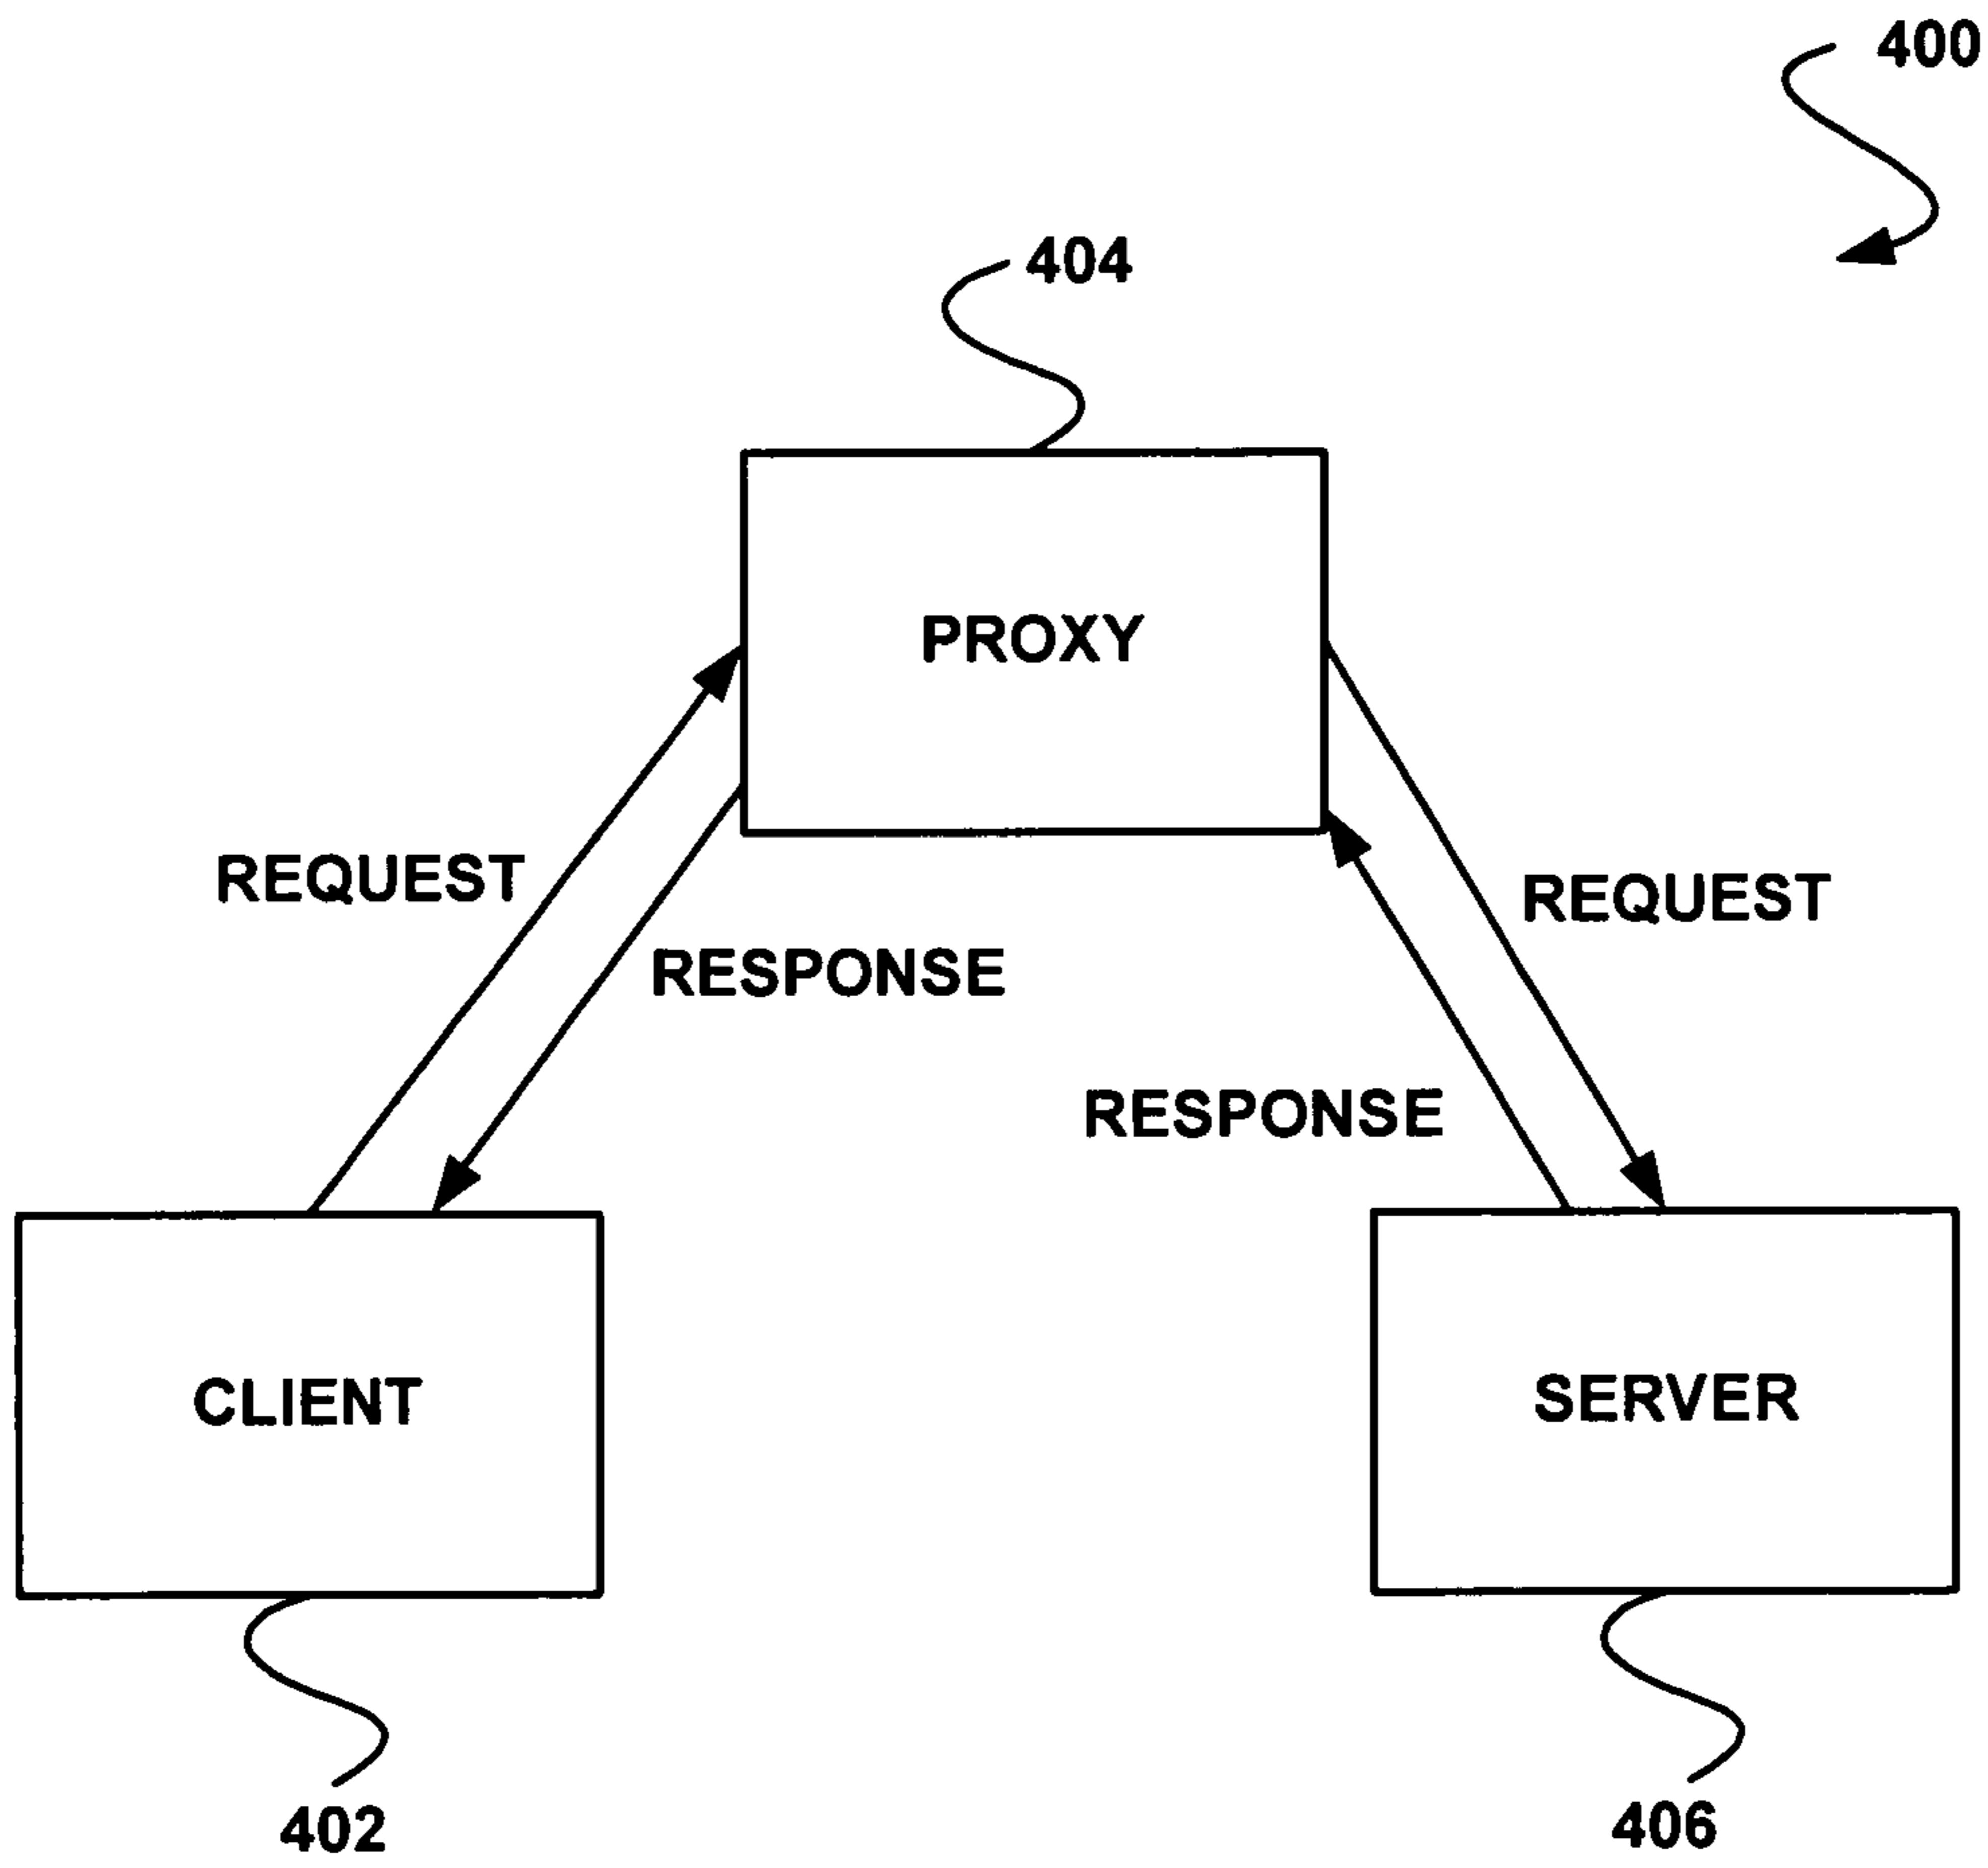 400
404
PROXY
REQUEST
REQUEST
RESPONSE
RESPONSE
CLIENT
SERVER
402
406